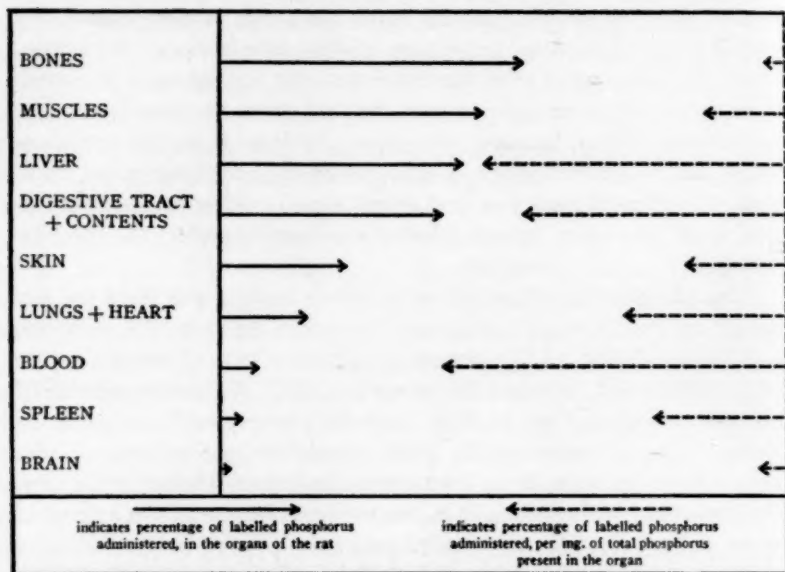 BONES
MUSCLES
LIVER
DIGESTIVE TRACT
+ CONTENTS
SKIN
LUNGS + HEART
BLOOD
SPLEEN
BRAIN
indicates percentage of labelled phosphorus
administered, in the organs of the rat
indicates percentage of labelled phosphorus
administered, per mg. of total phosphorus
present in the organ